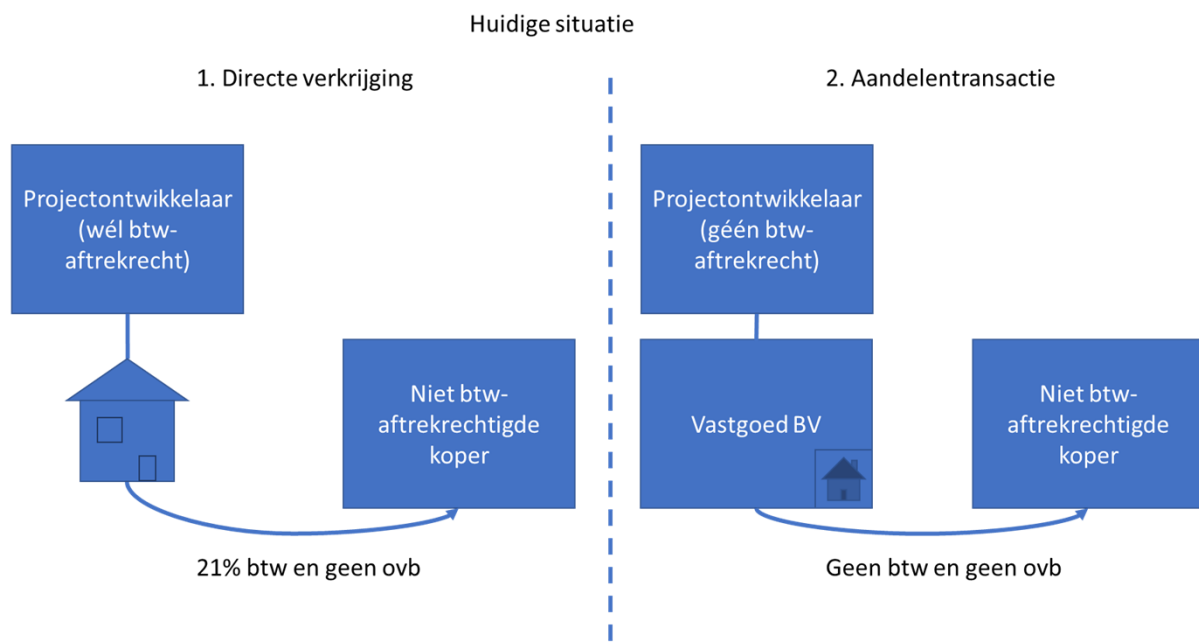 Huidige situatie
1. Directe verkrijging
Projectontwikkelaar
(wél btw-
aftrekrecht)
Niet btw-
aftrekrechtigde
koper
21% btw en geen ovb
2. Aandelentransactie
Projectontwikkelaar
(géén btw-
aftrekrecht)
Vastgoed BV
Niet btw-
aftrekrechtigde
koper
Geen btw en geen ovb